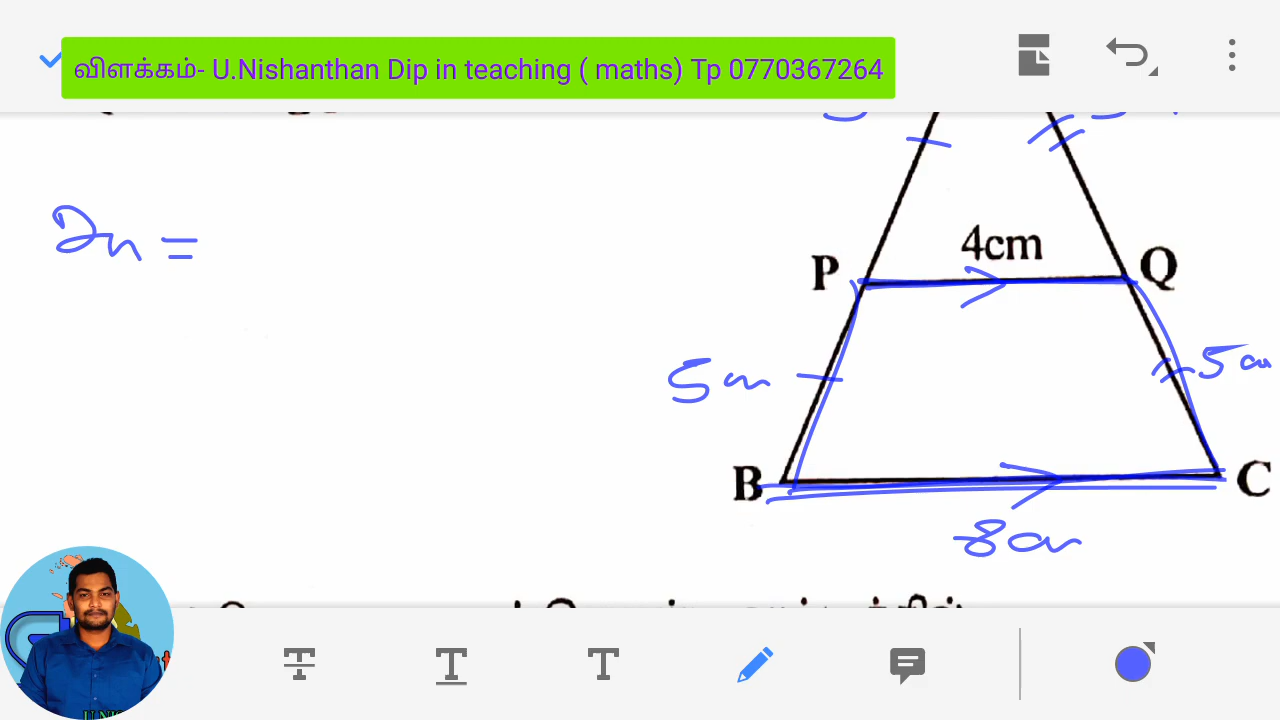 விளக்கம்- U.Nishanthan Dip in teaching ( maths) Tp 0770367264
4cm
P
Q
5cm
5cm
B
C
8cm